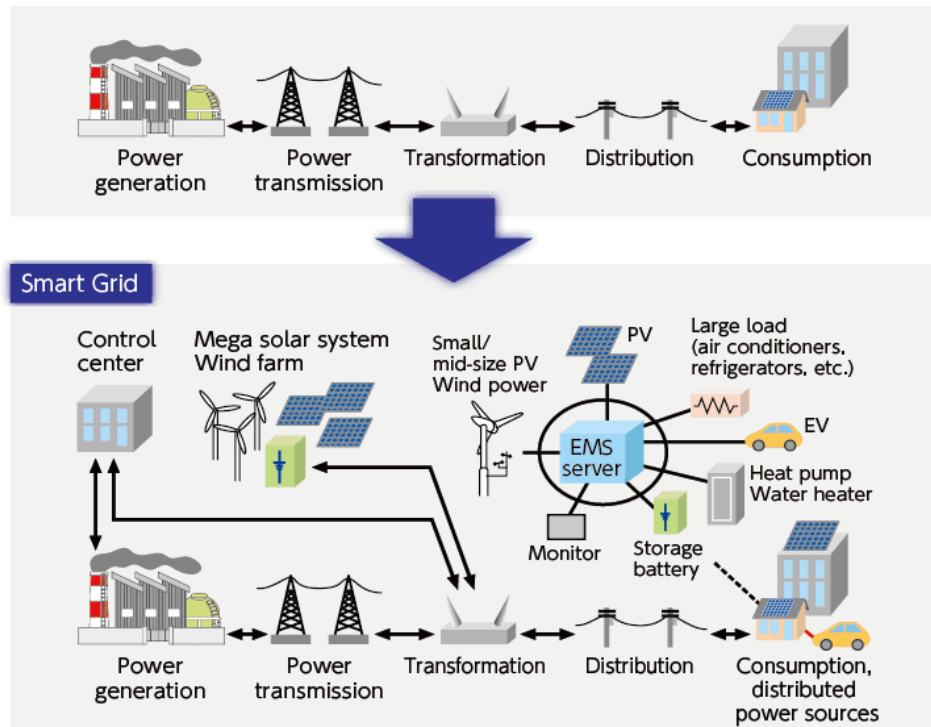 Power
generation
Power
transmission
Transformation
Distribution
Consumption
Smart Grid
Control
center
Mega solar system
Wind farm
Small/
mid-size PV
Wind power
PV
Large load
(air conditioners,
refrigerators, etc.)
EMS
server
EV
Heat pump
Water heater
Monitor
Storage
battery
Power
generation
Power
transmission
Transformation
Distribution
Consumption,
distributed
power sources